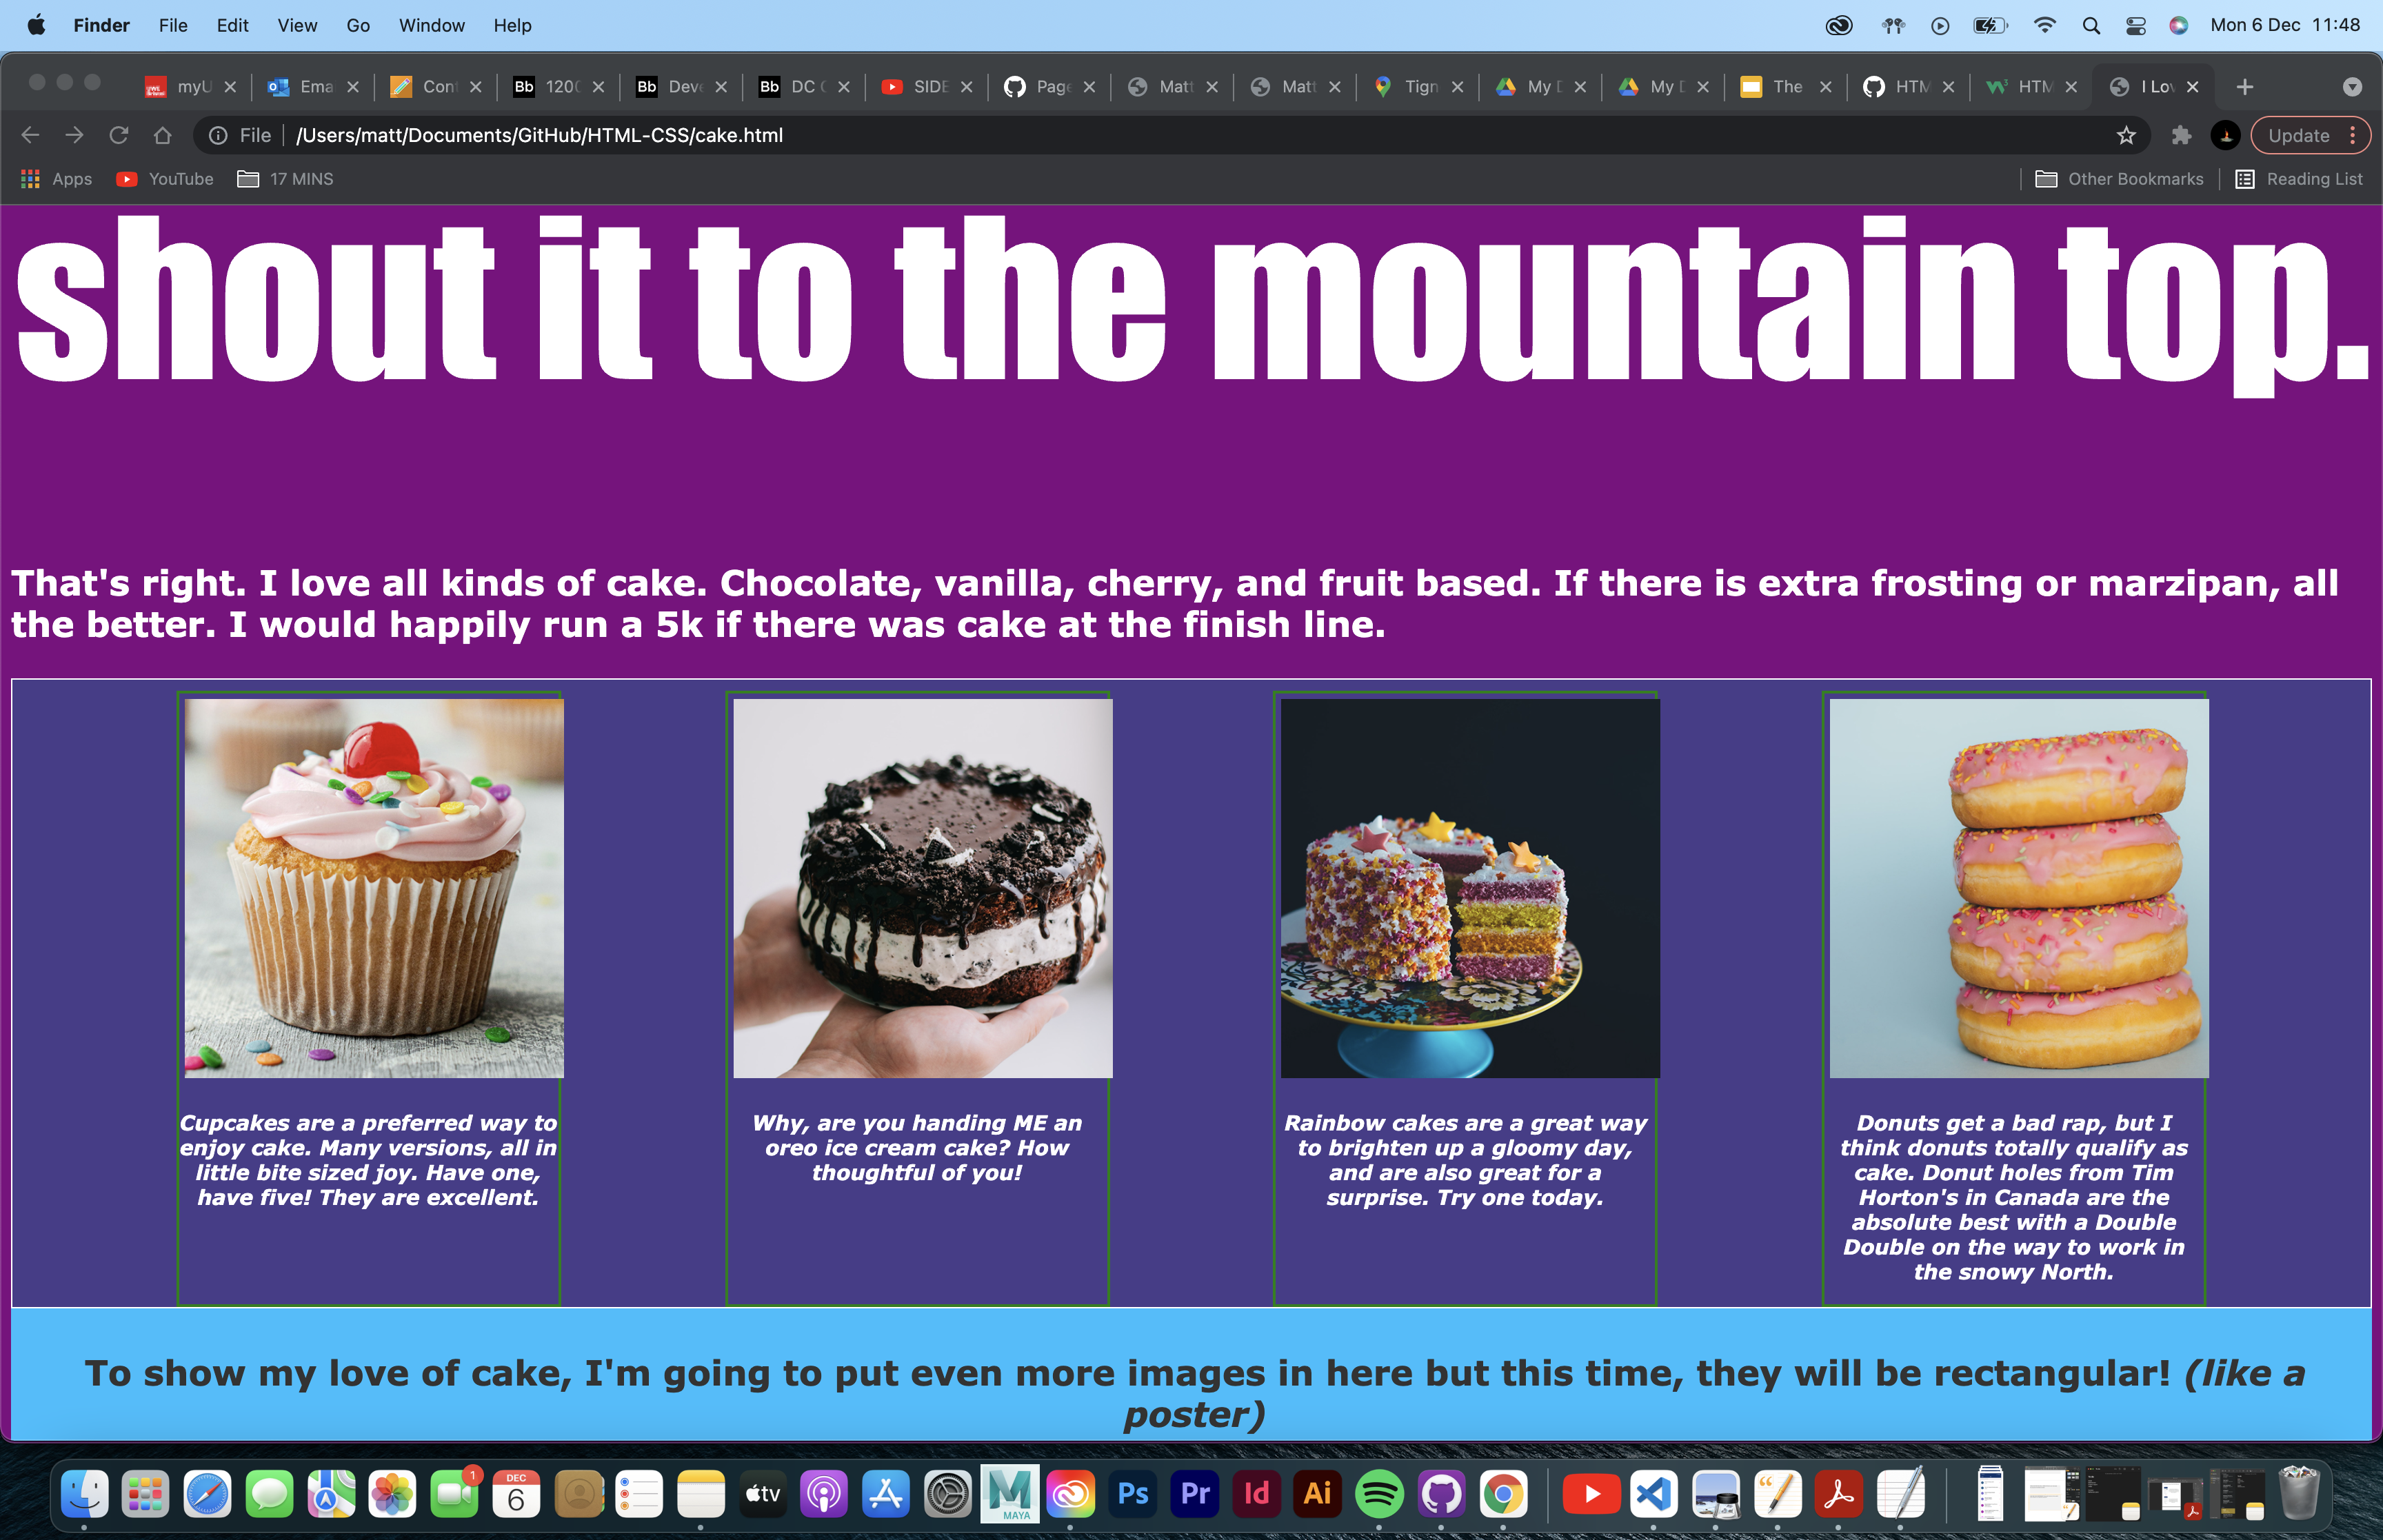 Finder File Edit View Go Window Help Mon 6 Dec 11:48
myU Ema Con Bb 120 Bb Dev Bb DC SIDE Page Matt Matt Tign My D My D The HTM HTM I Lov
File /Users/matt/Documents/GitHub/HTML-CSS/cake.html Update
Apps YouTube 17 MINS Other Bookmarks Reading List
shout it to the mountain top.
That's right. I love all kinds of cake. Chocolate, vanilla, cherry, and fruit based. If there is extra frosting or marzipan, all
the better. I would happily run a 5k if there was cake at the finish line.
Cupcakes are a preferred way to
enjoy cake. Many versions, all in
little bite sized joy. Have one,
have five! They are excellent.
Why, are you handing ME an
oreo ice cream cake? How
thoughtful of you!
Rainbow cakes are a great way
to brighten up a gloomy day,
and are also great for a
surprise. Try one today.
Donuts get a bad rap, but I
think donuts totally qualify as
cake. Donut holes from Tim
Horton's in Canada are the
absolute best with a Double
Double on the way to work in
the snowy North.
To show my love of cake, I'm going to put even more images in here but this time, they will be rectangular! (like a
poster)
1 DEC 6 tv MAYA Ps Pr Id Ai